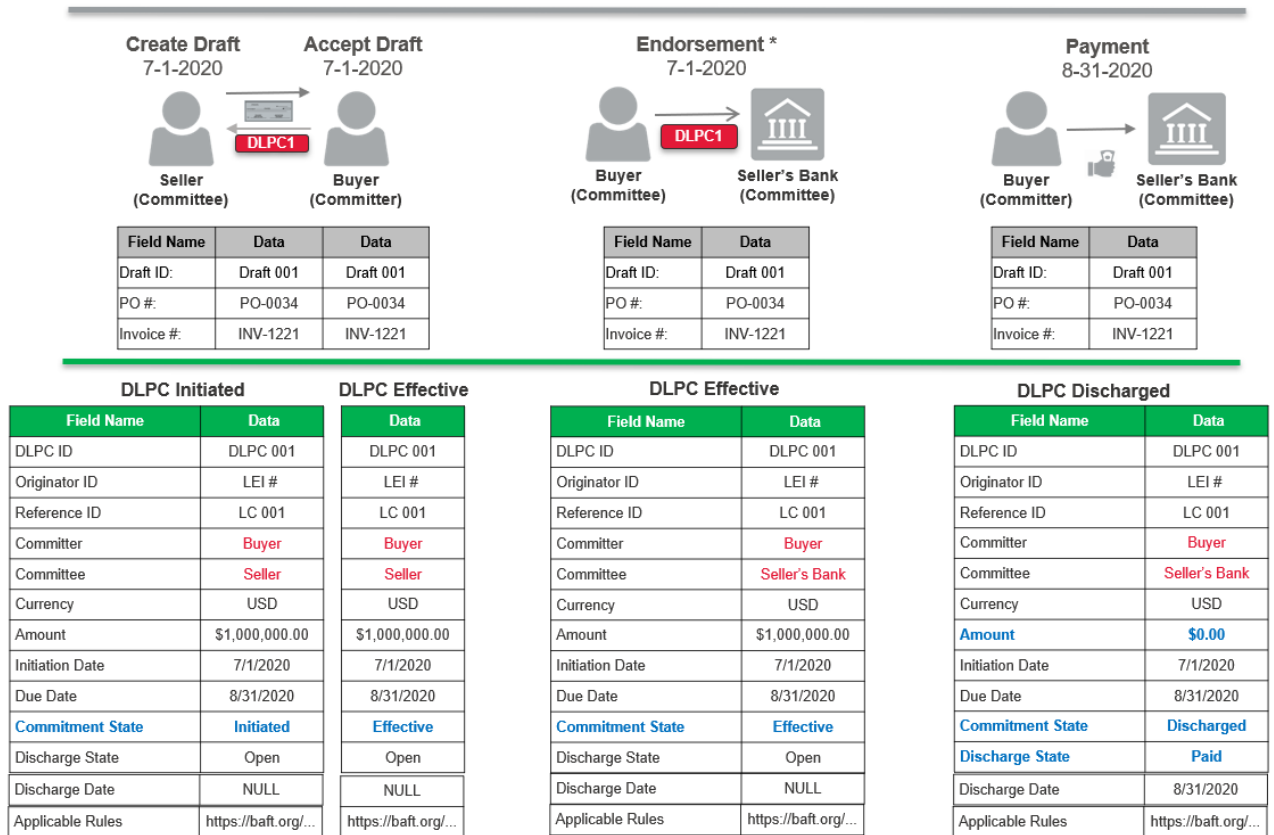 Create Draft
7-1-2020
Accept Draft
7-1-2020
DLPC1
Seller
(Committee)
Buyer
(Committer)
Field Name Data Data
Draft ID: Draft 001 Draft 001
PO #: PO-0034 PO-0034
Invoice #: INV-1221 INV-1221
Endorsement *
7-1-2020
DLPC1
Buyer
(Committee)
Seller's Bank
(Committee)
Field Name Data
Draft ID: Draft 001
PO #: PO-0034
Invoice #: INV-1221
Payment
8-31-2020
Buyer
(Committer)
Seller's Bank
(Committee)
Field Name Data
Draft ID: Draft 001
PO #: PO-0034
Invoice #: INV-1221
DLPC Initiated DLPC Effective
Field Name Data Data
DLPC ID DLPC 001 DLPC 001
Originator ID LEI # LEI #
Reference ID LC 001 LC 001
Committer Buyer Buyer
Committee Seller Seller
Currency USD USD
Amount $1,000,000.00 $1,000,000.00
Initiation Date 7/1/2020 7/1/2020
Due Date 8/31/2020 8/31/2020
Commitment State Initiated Effective
Discharge State Open Open
Discharge Date NULL NULL
Applicable Rules https://baft.org/... https://baft.org/...
DLPC Effective
Field Name Data
DLPC ID DLPC 001
Originator ID LEI #
Reference ID LC 001
Committer Buyer
Committee Seller's Bank
Currency USD
Amount $1,000,000.00
Initiation Date 7/1/2020
Due Date 8/31/2020
Commitment State Effective
Discharge State Open
Discharge Date NULL
Applicable Rules https://baft.org/...
DLPC Discharged
Field Name Data
DLPC ID DLPC 001
Originator ID LEI #
Reference ID LC 001
Committer Buyer
Committee Seller's Bank
Currency USD
Amount $0.00
Initiation Date 7/1/2020
Due Date 8/31/2020
Commitment State Discharged
Discharge State Paid
Discharge Date 8/31/2020
Applicable Rules https://baft.org/...